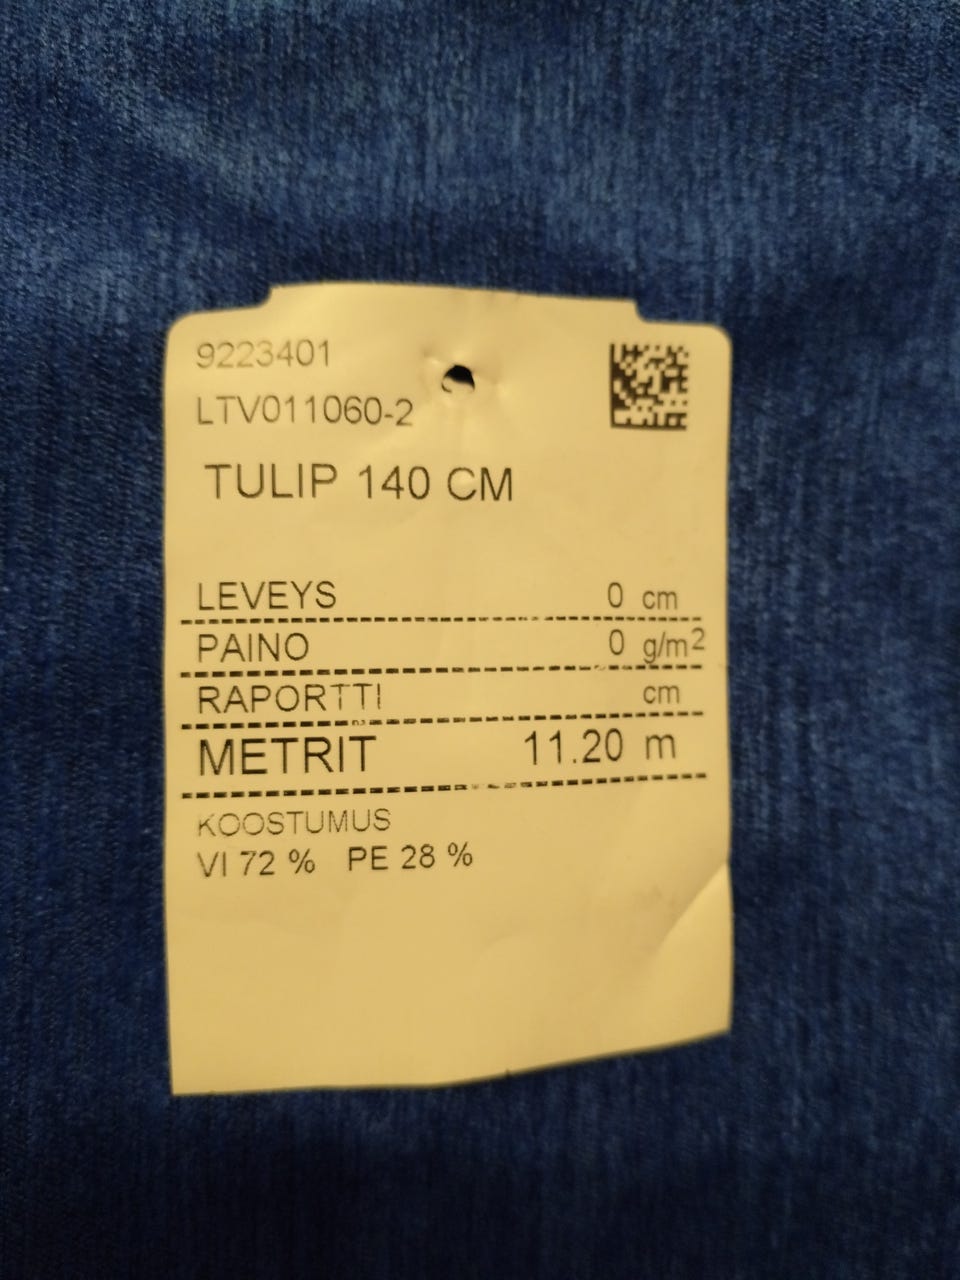 9223401
LTV011060-2
TULIP 140 CM
LEVEYS 0 cm
PAINO 0 g/m²
RAPORTTI cm
METRIT 11.20 m
KOOSTUMUS
VI 72 % PE 28 %